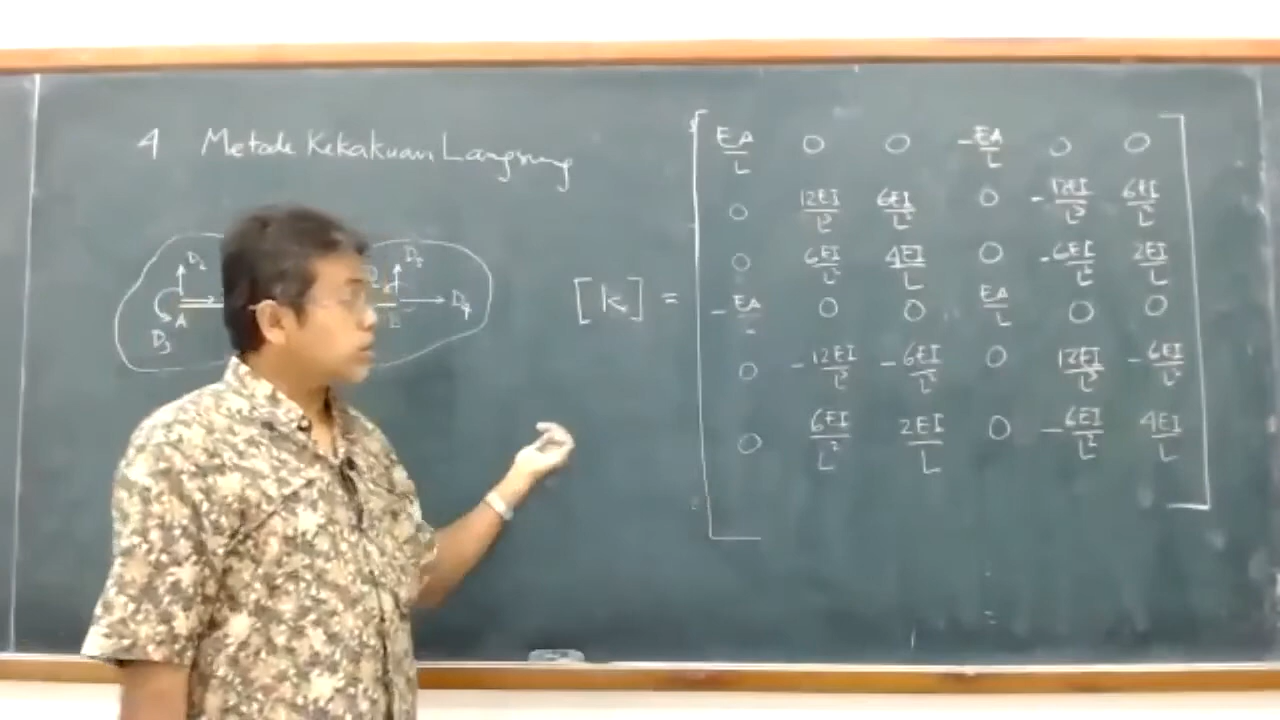 4 Metode Kekakuan Langsung
D₂ D₅
D₄
A
D₃
[k] =
EA/L 0 0 -EA/L 0 0
0 12EI/L³ 6EI/L² 0 -12EI/L³ 6EI/L²
0 6EI/L² 4EI/L 0 -6EI/L² 2EI/L
-EA/L 0 0 EA/L 0 0
0 -12EI/L³ -6EI/L² 0 12EI/L³ -6EI/L²
0 6EI/L² 2EI/L 0 -6EI/L² 4EI/L